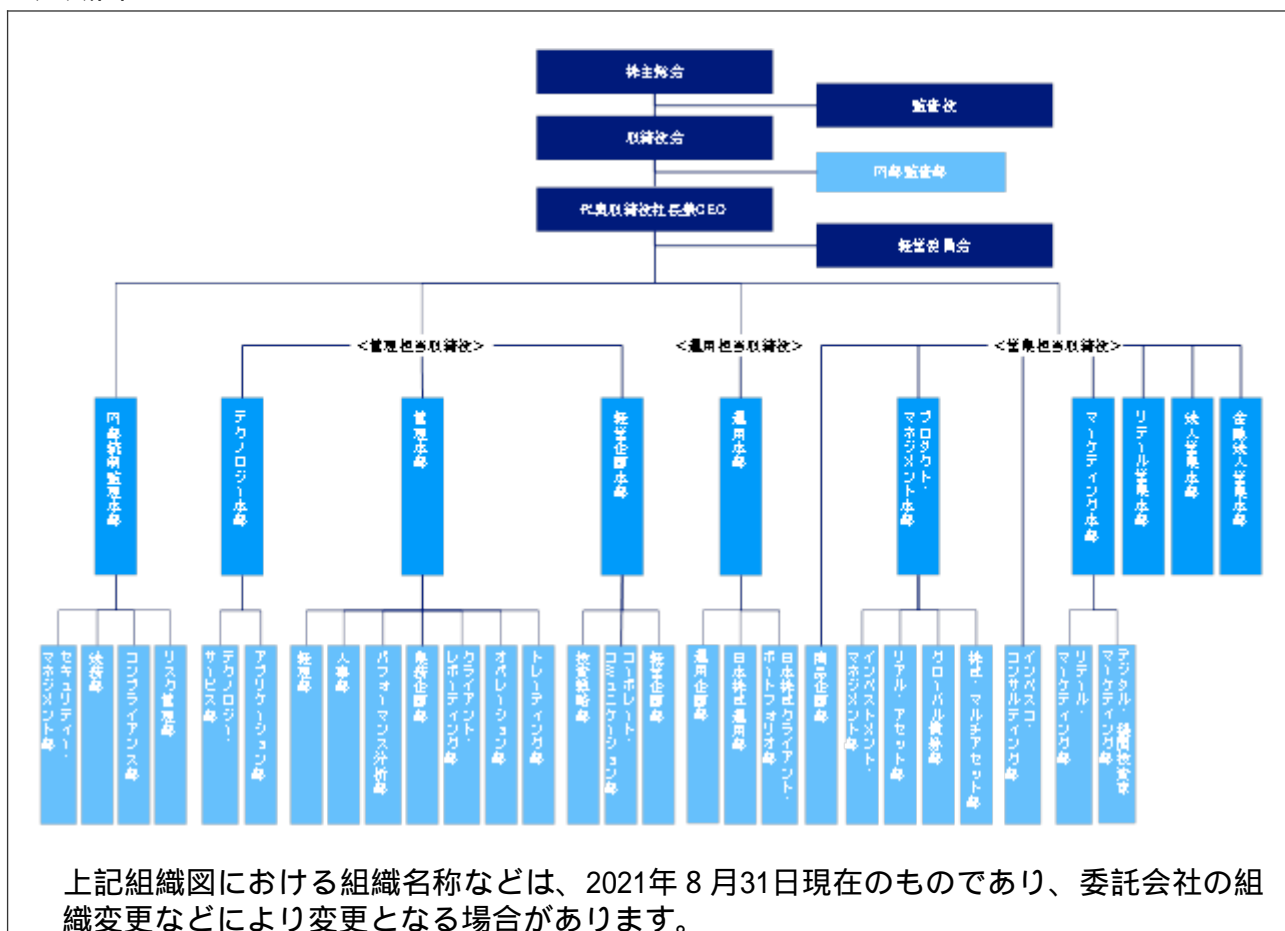 株主総会
監査役
取締役会
内部監査部
代表取締役社長兼CEO
経営委員会
<管理担当取締役>
<運用担当取締役>
<営業担当取締役>
内部統制管理本部
テクノロジー本部
管理本部
経営企画本部
運用本部
プロダクト・
マネジメント本部
マーケティング本部
リテール営業本部
法人営業本部
金融法人営業本部
セキュリティー・
マネジメント部
法務部
コンプライアンス部
リスク管理部
テクノロジー・
サービス部
アプリケーション部
経理部
人事部
パフォーマンス分析部
クライアント・
レポーティング部
オペレーション部
トレーディング部
投資戦略部
コーポレート・
コミュニケーション部
経営企画部
運用企画部
日本株式運用部
日本株式クライアント・
ポートフォリオ部
商品企画部
インベストメント・
マネジメント部
リアル・アセット部
グローバル債券部
株式・マルチアセット部
インベスコ・
コンサルティング部
リテール・
マーケティング部
デジタル・機関投資家
マーケティング部
上記組織図における組織名称などは、2021年8月31日現在のものであり、委託会社の組
織変更などにより変更となる場合があります。